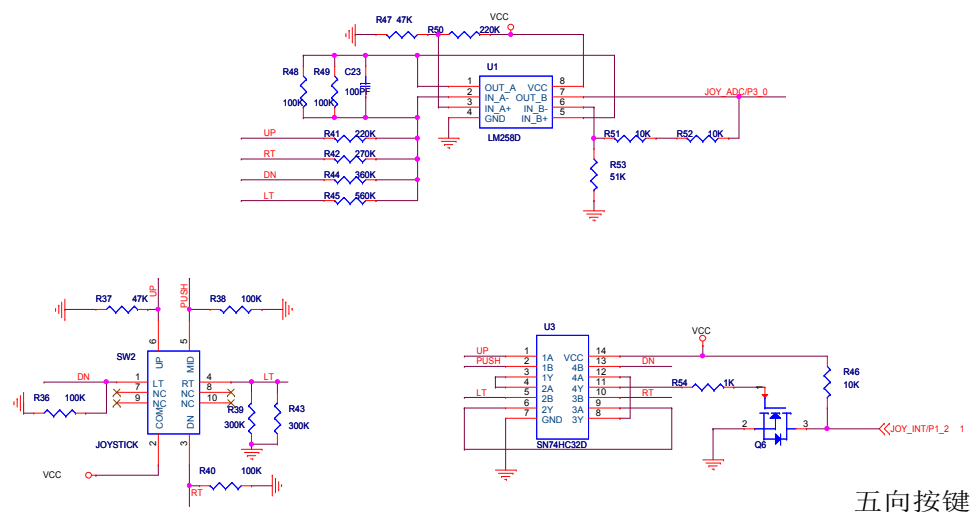 R47 47K
R50
220K
VCC
R48
100K
R49
100K
C23
100PF
U1
1 OUT_A VCC 8
2 IN_A- OUT_B 7
3 IN_A+ IN_B- 6
4 GND IN_B+ 5
LM258D
JOY_ADC/P3_0
R51 10K R52 10K
R53
51K
UP R41 220K
RT R42 270K
DN R44 360K
LT R45 560K
R37 47K
UP
PUSH
R38 100K
SW2
6 5
UP MID
DN 1 LT RT 4 LT
7 NC NC 8
9 NC NC 10
COM DN
2 3
JOYSTICK
R36 100K
R39
300K
R43
300K
VCC
R40 100K
RT
U3
UP 1 1A VCC 14
PUSH 2 1B 4B 13 DN
3 1Y 4A 12
4 2A 4Y 11
LT 5 2B 3B 10 RT
6 2Y 3A 9
7 GND 3Y 8
SN74HC32D
VCC
R54 1K
1
R46
10K
2 3
Q6
JOY_INT/P1_2 1
五向按键